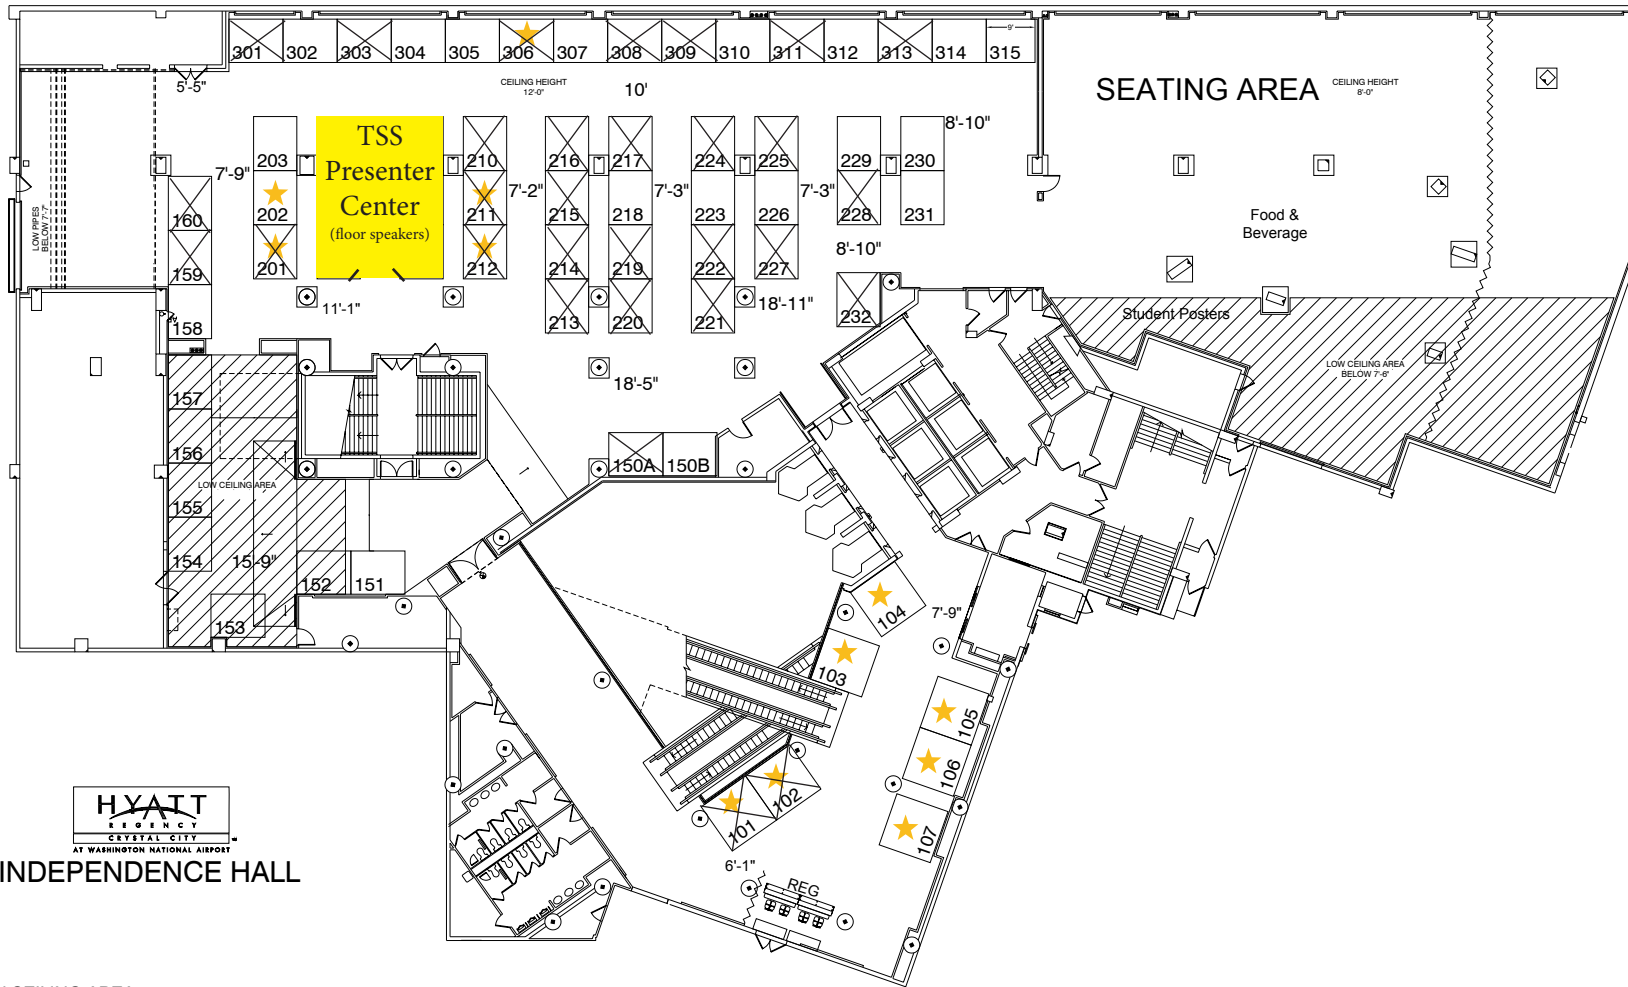 301 302 303 304 305 306 307 308 309 310 311 312 313 314 315
9'
5'-5"
CEILING HEIGHT
12'-0"
10'
SEATING AREA
CEILING HEIGHT
8'-0"
LOW PIPES
BELOW 7'-7"
7'-9"
203
202
201
TSS
Presenter
Center
(floor speakers)
210
211
212
7'-2"
216
215
214
213
217
218
219
220
7'-3"
224
223
222
221
225
226
227
7'-3"
229
228
8'-10"
230
231
8'-10"
232
160
159
158
11'-1"
18'-11"
18'-5"
Food &
Beverage
Student Posters
LOW CEILING AREA
BELOW 7'-6"
157
156
LOW CEILING AREA
155
154
15'-9"
153
152
151
150A
150B
104
103
7'-9"
105
106
107
102
101
6'-1"
REG
HYATT
REGENCY
CRYSTAL CITY
AT WASHINGTON NATIONAL AIRPORT
INDEPENDENCE HALL